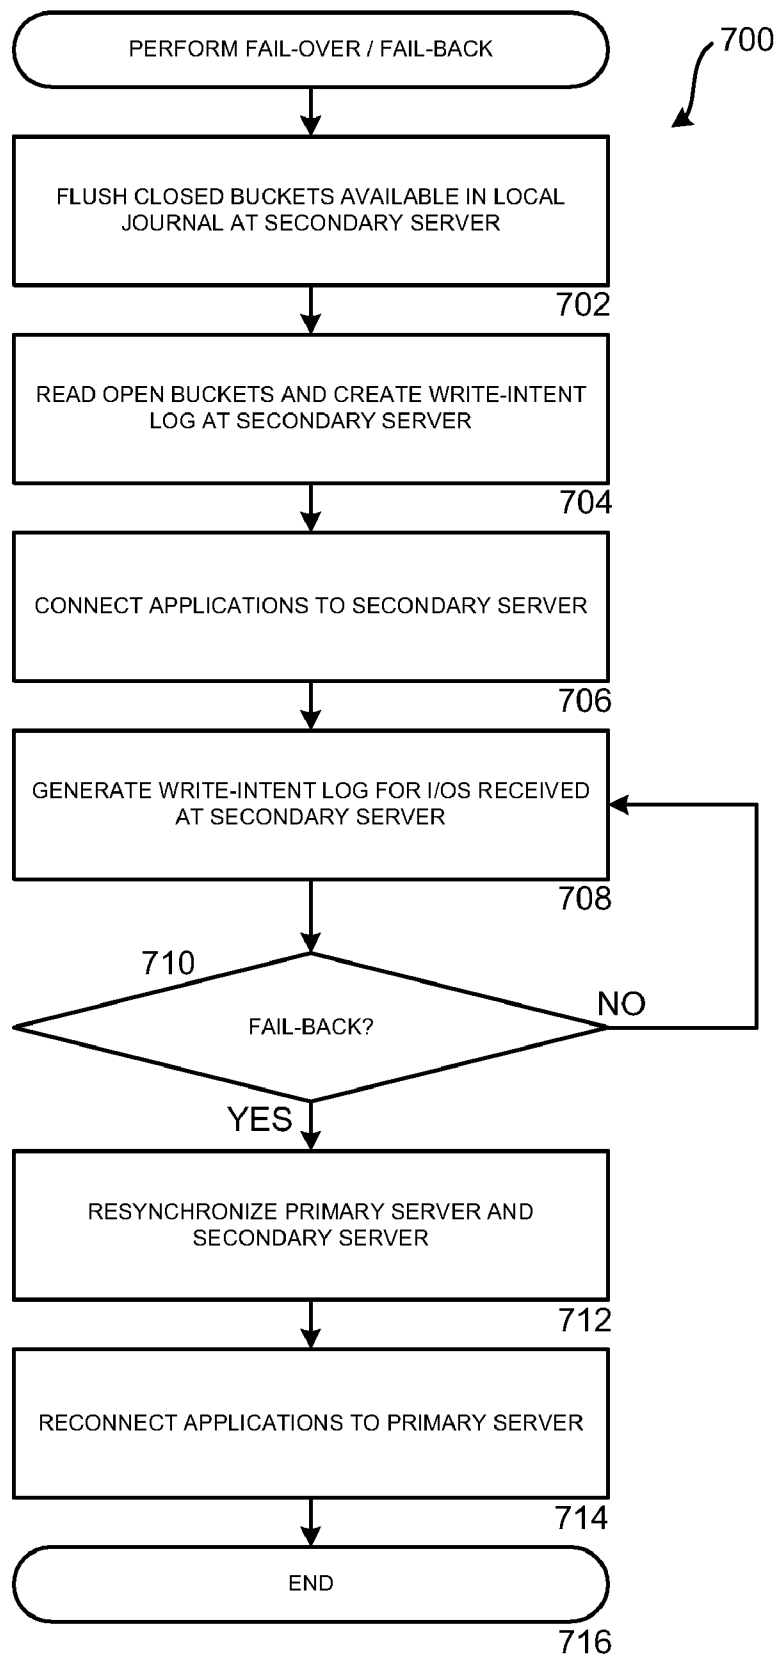 PERFORM FAIL-OVER / FAIL-BACK
700
FLUSH CLOSED BUCKETS AVAILABLE IN LOCAL
JOURNAL AT SECONDARY SERVER
702
READ OPEN BUCKETS AND CREATE WRITE-INTENT
LOG AT SECONDARY SERVER
704
CONNECT APPLICATIONS TO SECONDARY SERVER
706
GENERATE WRITE-INTENT LOG FOR I/OS RECEIVED
AT SECONDARY SERVER
708
710
NO
FAIL-BACK?
YES
RESYNCHRONIZE PRIMARY SERVER AND
SECONDARY SERVER
712
RECONNECT APPLICATIONS TO PRIMARY SERVER
714
END
716